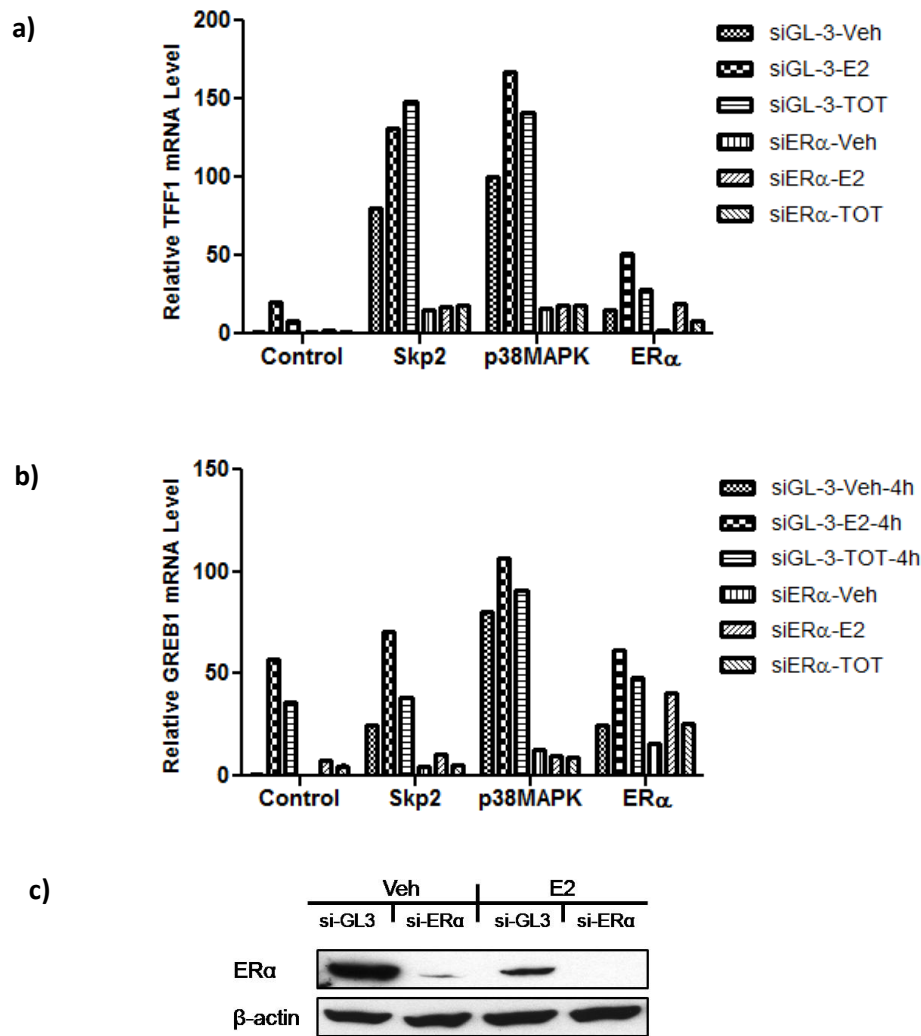 a)
Relative TFF1 mRNA Level
200
150
100
50
0
Control Skp2 p38MAPK ERα
siGL-3-Veh
siGL-3-E2
siGL-3-TOT
siERα-Veh
siERα-E2
siERα-TOT
b)
Relative GREB1 mRNA Level
150
100
50
0
Control Skp2 p38MAPK ERα
siGL-3-Veh-4h
siGL-3-E2-4h
siGL-3-TOT-4h
siERα-Veh
siERα-E2
siERα-TOT
c)
Veh E2
si-GL3 si-ERα si-GL3 si-ERα
ERα
β-actin